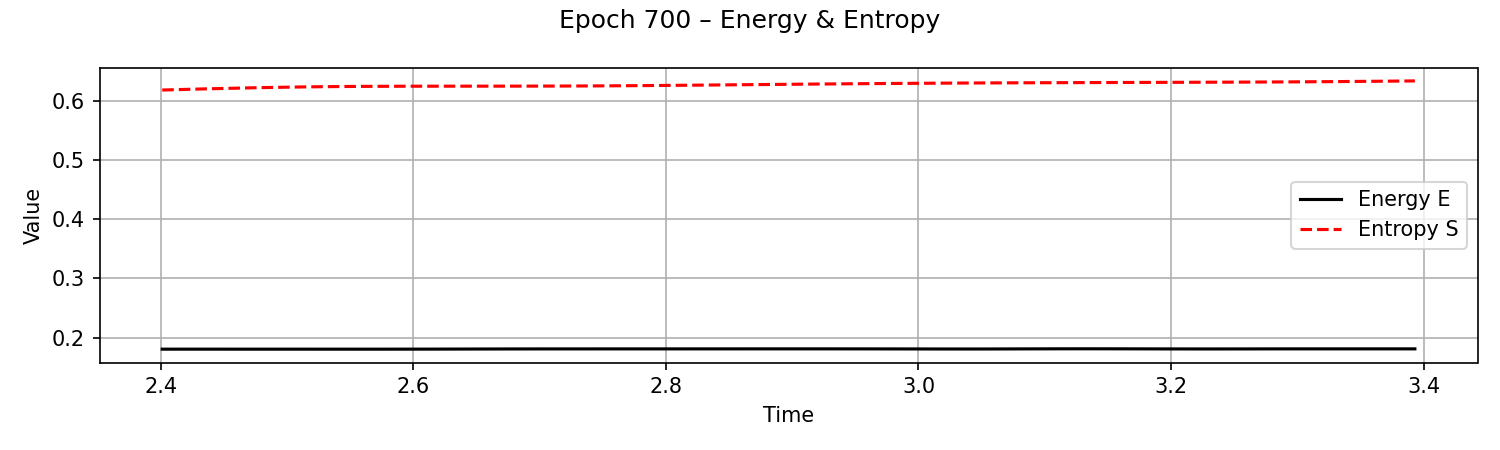 Epoch 700 – Energy & Entropy
Value
0.6
0.5
0.4
0.3
0.2
Energy E
Entropy S
2.4 2.6 2.8 3.0 3.2 3.4
Time